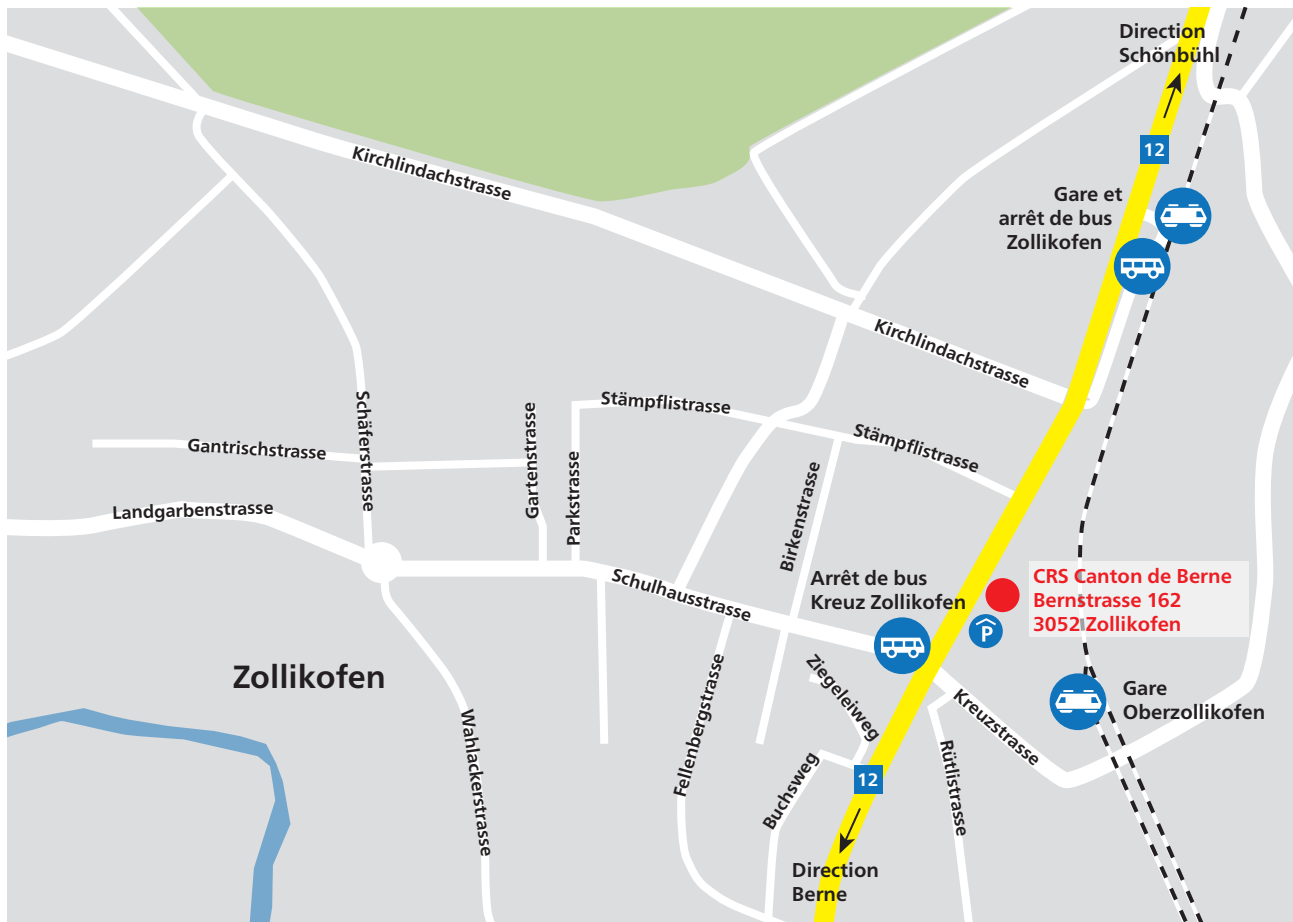 Direction
Schönbühl
12
Kirchlindachstrasse
Gare et
arrêt de bus
Zollikofen
Kirchlindachstrasse
Stämpflistrasse
Stämpflistrasse
Schäferstrasse
Gartenstrasse
Parkstrasse
Gantrischstrasse
Birkenstrasse
Landgarbenstrasse
Schulhausstrasse
Arrêt de bus
Kreuz Zollikofen
CRS Canton de Berne
Bernstrasse 162
3052 Zollikofen
P
Zollikofen
Ziegeleiweg
Kreuzstrasse
Gare
Oberzollikofen
Wahlackerstrasse
Fellenbergstrasse
Buchsweg
Rütlistrasse
12
Direction
Berne